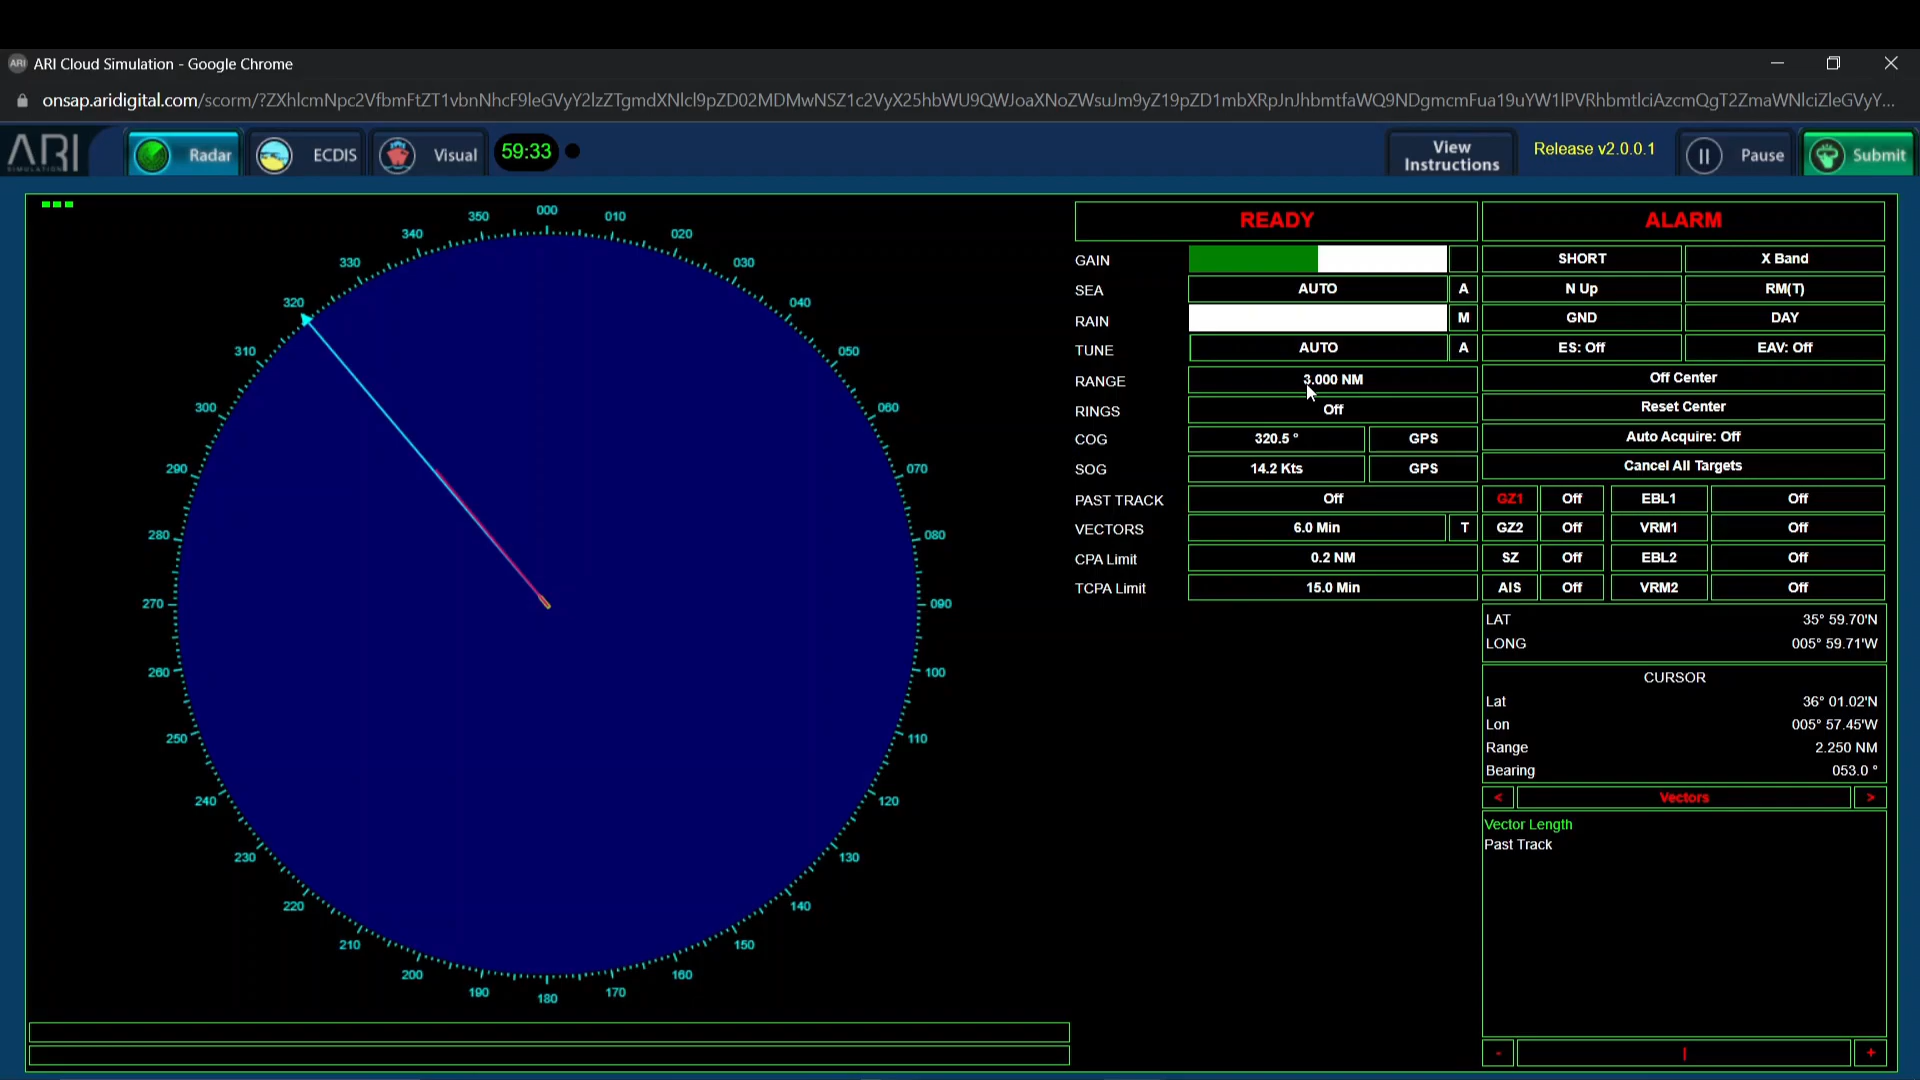 ARI Cloud Simulation - Google Chrome
ARI
SIMULATION
Radar
ECDIS
Visual
59:33
View Instructions
Release v2.0.0.1
Pause
Submit
000
010
020
030
040
050
060
070
080
090
100
110
120
130
140
150
160
170
180
190
200
210
220
230
240
250
260
270
280
290
300
310
320
330
340
350
READY
ALARM
GAIN
SHORT X Band
SEA AUTO A N Up RM(T)
RAIN M GND DAY
TUNE AUTO A ES: Off EAV: Off
RANGE 3.000 NM Off Center
RINGS Off Reset Center
COG 320.5 ° GPS Auto Acquire: Off
SOG 14.2 Kts GPS Cancel All Targets
PAST TRACK Off GZ1 Off EBL1 Off
VECTORS 6.0 Min T GZ2 Off VRM1 Off
CPA Limit 0.2 NM SZ Off EBL2 Off
TCPA Limit 15.0 Min AIS Off VRM2 Off
LAT 35° 59.70'N
LONG 005° 59.71'W
CURSOR
Lat 36° 01.02'N
Lon 005° 57.45'W
Range 2.250 NM
Bearing 053.0 °
< Vectors >
Vector Length
Past Track
- | +